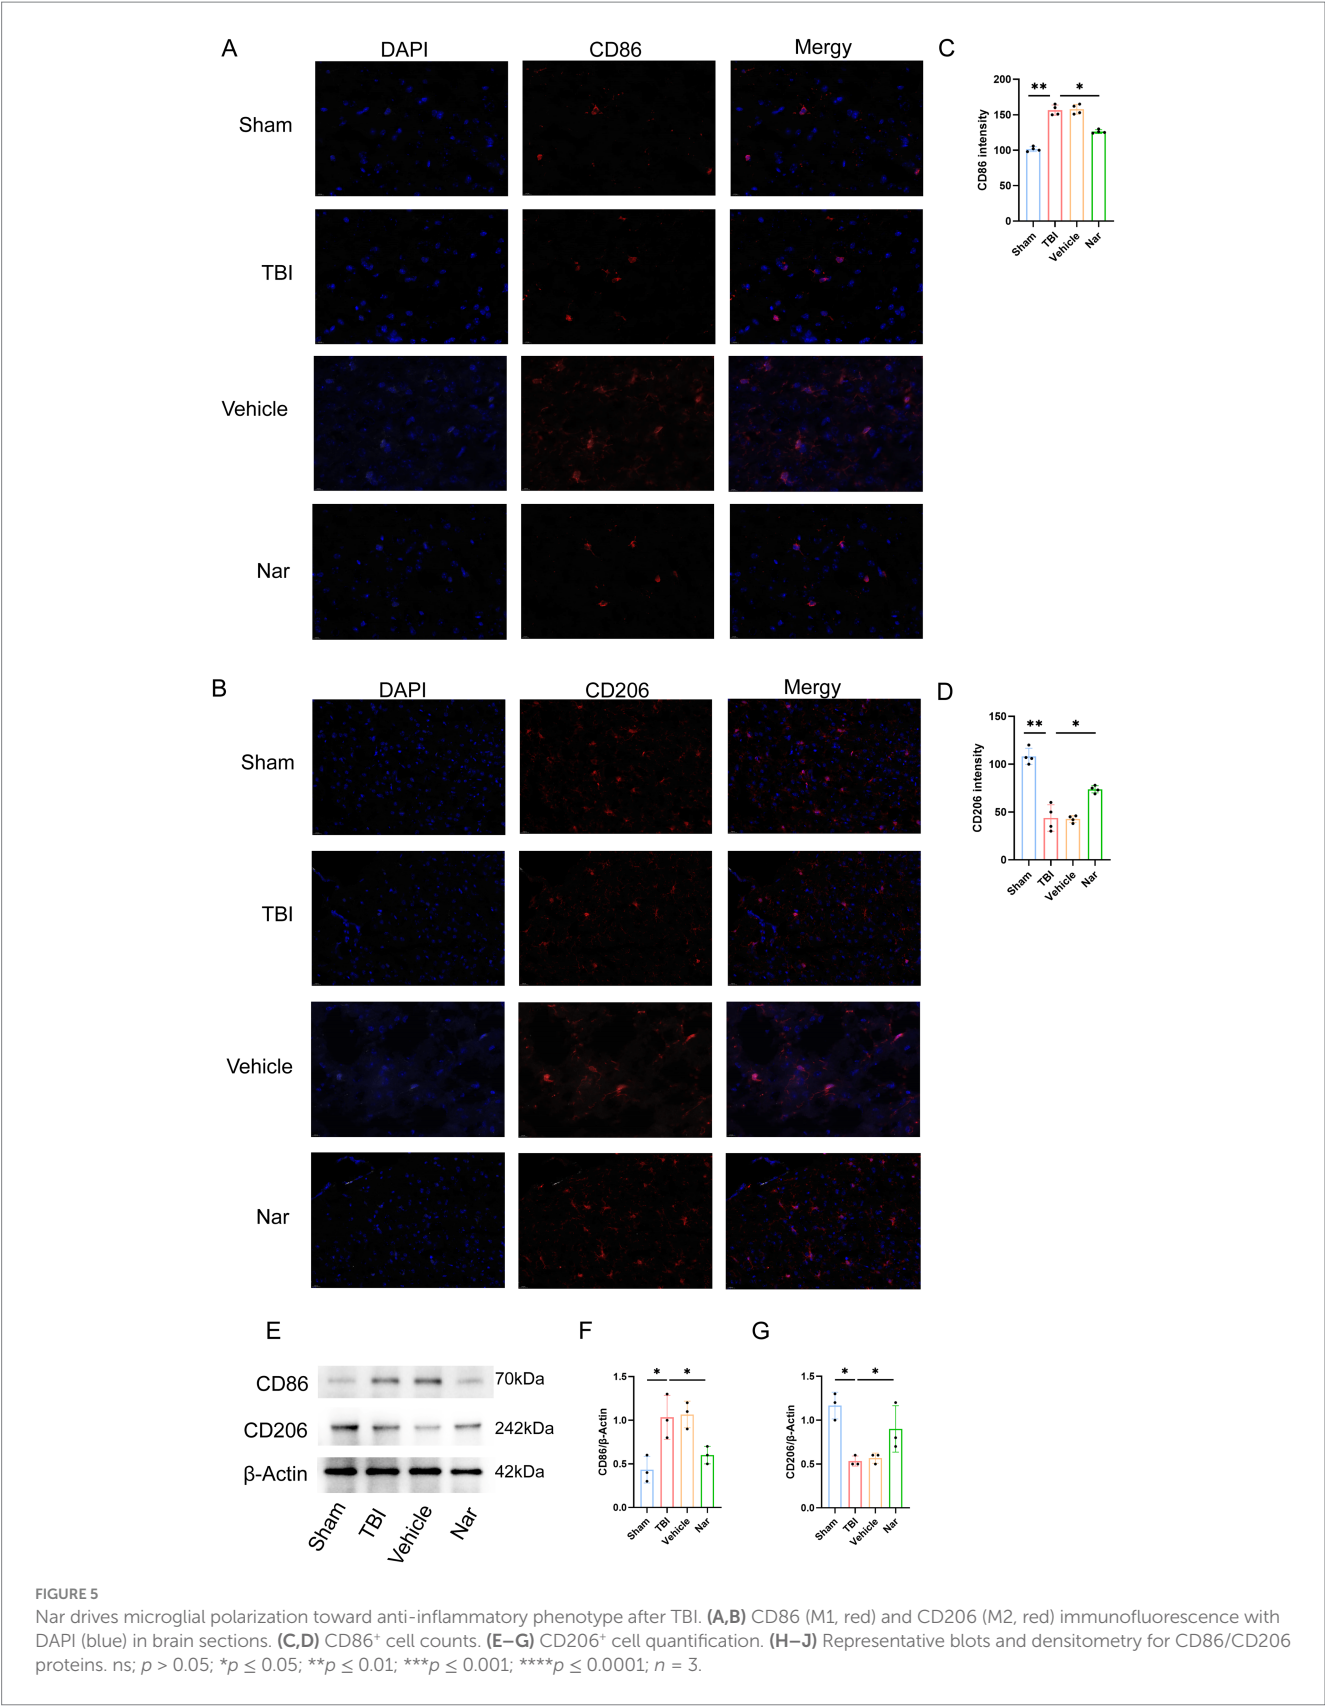 A
DAPI
CD86
Mergy
Sham
TBI
Vehicle
Nar
C
200
150
100
50
0
CD86 intensity
** *
Sham
TBI
Vehicle
Nar
B
DAPI
CD206
Mergy
Sham
TBI
Vehicle
Nar
D
150
100
50
0
CD206 intensity
** *
Sham
TBI
Vehicle
Nar
E
CD86
70kDa
CD206
242kDa
β-Actin
42kDa
Sham
TBI
Vehicle
Nar
F
1.5
1.0
0.5
0.0
CD86/β-Actin
* *
Sham
TBI
Vehicle
Nar
G
1.5
1.0
0.5
0.0
CD206/β-Actin
* *
Sham
TBI
Vehicle
Nar
FIGURE 5
Nar drives microglial polarization toward anti-inflammatory phenotype after TBI. (A,B) CD86 (M1, red) and CD206 (M2, red) immunofluorescence with
DAPI (blue) in brain sections. (C,D) CD86⁺ cell counts. (E–G) CD206⁺ cell quantification. (H–J) Representative blots and densitometry for CD86/CD206
proteins. ns; p > 0.05; *p ≤ 0.05; **p ≤ 0.01; ***p ≤ 0.001; ****p ≤ 0.0001; n = 3.